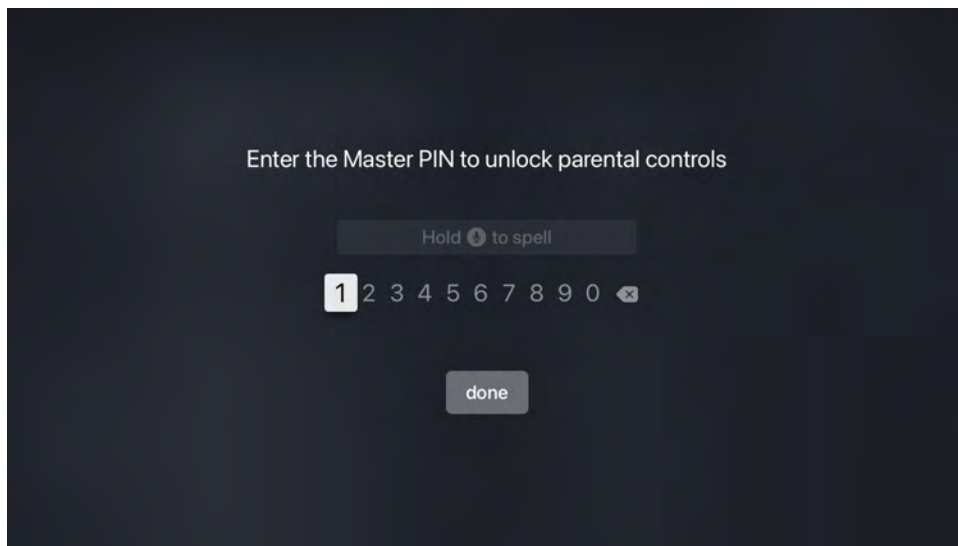 Enter the Master PIN to unlock parental controls
Hold to spell
1 2 3 4 5 6 7 8 9 0
done